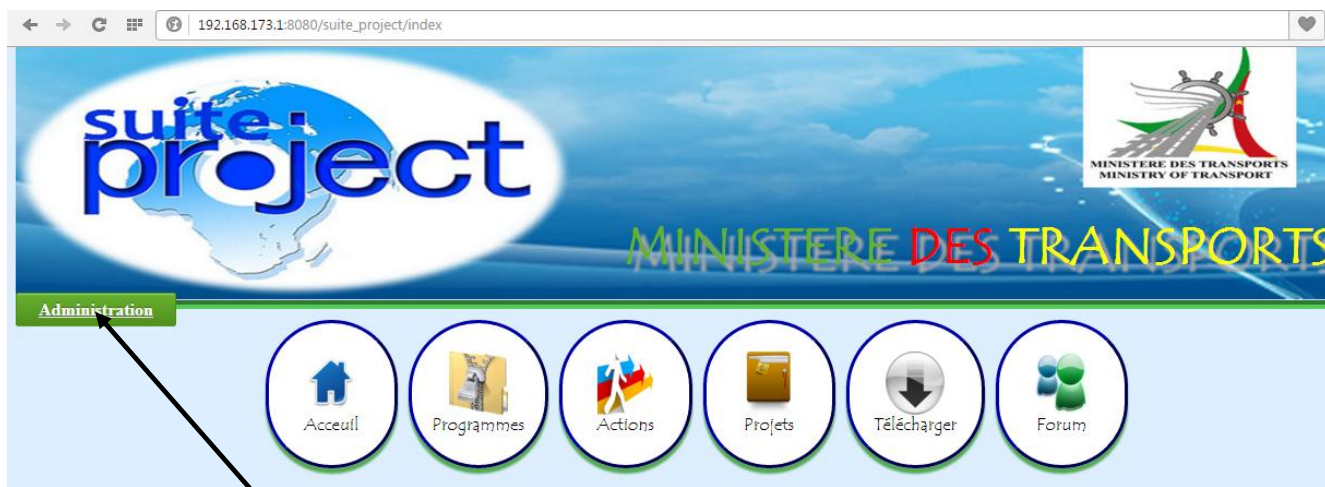 192.168.173.1:8080/suite_project/index
suite
project
MINISTERE DES TRANSPORTS
MINISTRY OF TRANSPORT
MINISTERE DES TRANSPORTS
Administration
Acceuil Programmes Actions Projets Télécharger Forum